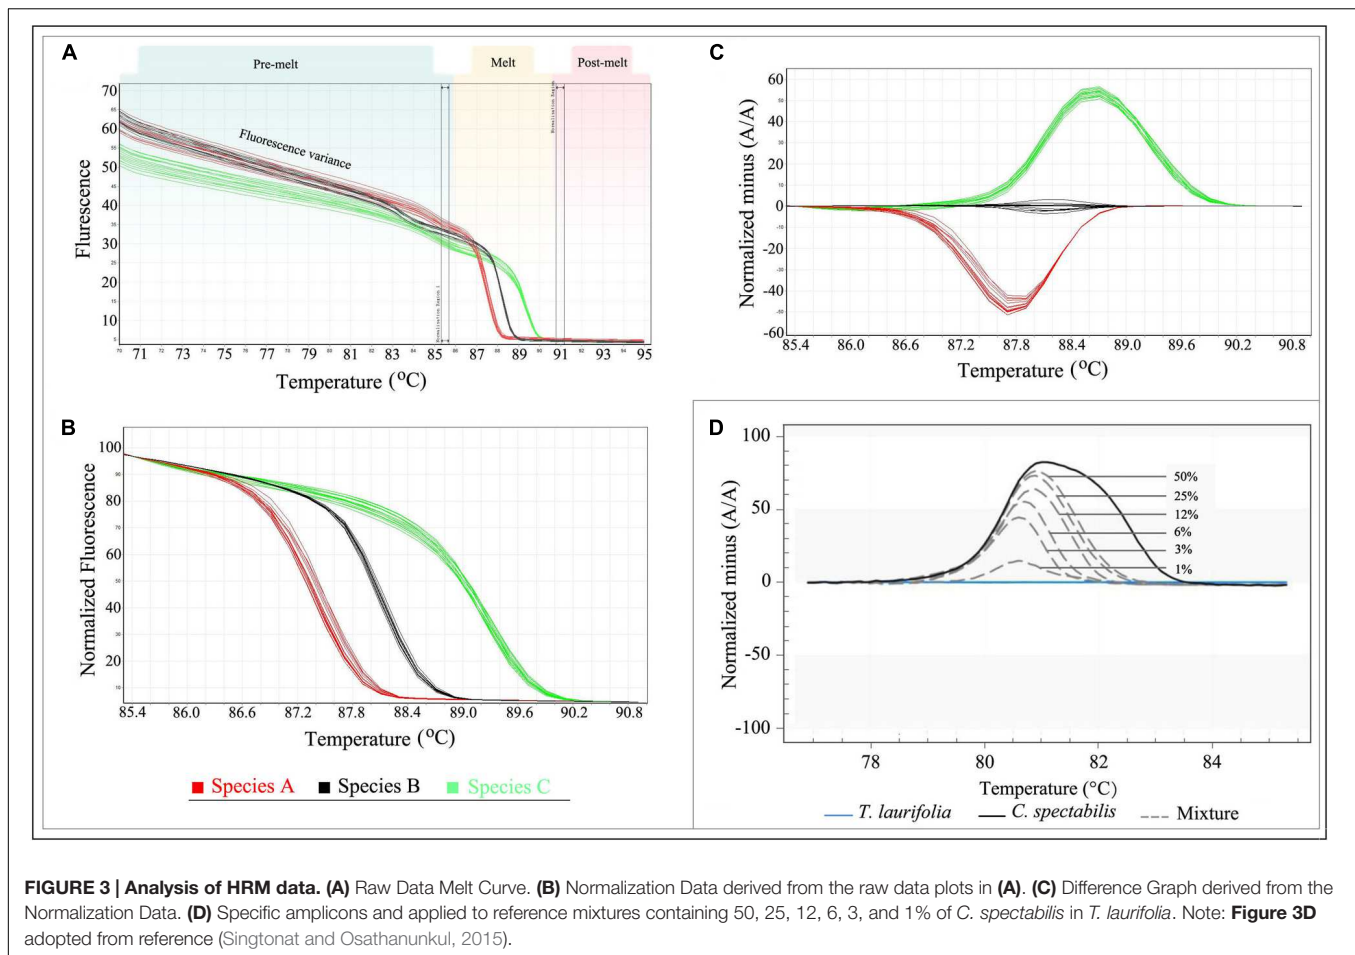 A
Pre-melt
Melt
Post-melt
Fluorescence variance
Normalisation Region 1
Normalisation Region
70
60
50
40
30
20
10
Flurescence
71 73 75 77 79 81 83 85 87 89 91 93 95
Temperature (°C)
B
100
80
60
40
20
Normalized Fluorescence
85.4 86.0 86.6 87.2 87.8 88.4 89.0 89.6 90.2 90.8
Temperature (°C)
Species A Species B Species C
C
60
40
20
0
-20
-40
-60
Normalized minus (A/A)
85.4 86.0 86.6 87.2 87.8 88.4 89.0 89.6 90.2 90.8
Temperature (°C)
D
100
50
0
-50
-100
Normalized minus (A/A)
50%
25%
12%
6%
3%
1%
78 80 82 84
Temperature (°C)
T. laurifolia C. spectabilis Mixture
FIGURE 3 | Analysis of HRM data. (A) Raw Data Melt Curve. (B) Normalization Data derived from the raw data plots in (A). (C) Difference Graph derived from the
Normalization Data. (D) Specific amplicons and applied to reference mixtures containing 50, 25, 12, 6, 3, and 1% of C. spectabilis in T. laurifolia. Note: Figure 3D
adopted from reference (Singtonat and Osathanunkul, 2015).